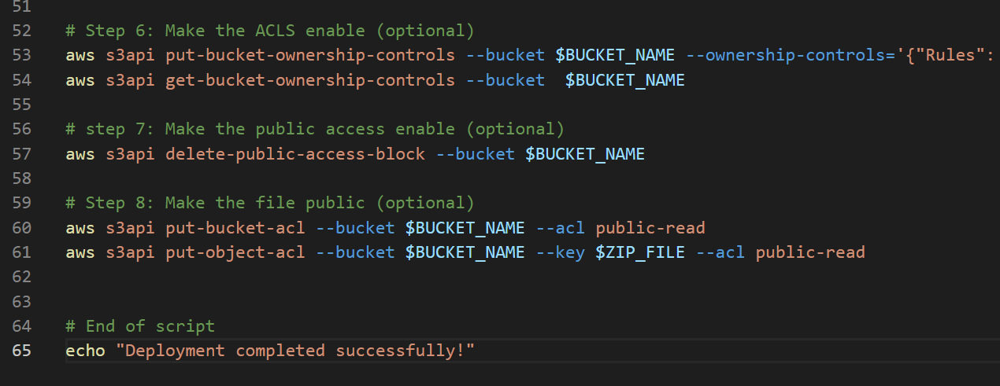 51
52 # Step 6: Make the ACLS enable (optional)
53 aws s3api put-bucket-ownership-controls --bucket $BUCKET_NAME --ownership-controls='{"Rules":
54 aws s3api get-bucket-ownership-controls --bucket  $BUCKET_NAME
55
56 # step 7: Make the public access enable (optional)
57 aws s3api delete-public-access-block --bucket $BUCKET_NAME
58
59 # Step 8: Make the file public (optional)
60 aws s3api put-bucket-acl --bucket $BUCKET_NAME --acl public-read
61 aws s3api put-object-acl --bucket $BUCKET_NAME --key $ZIP_FILE --acl public-read
62
63
64 # End of script
65 echo "Deployment completed successfully!"